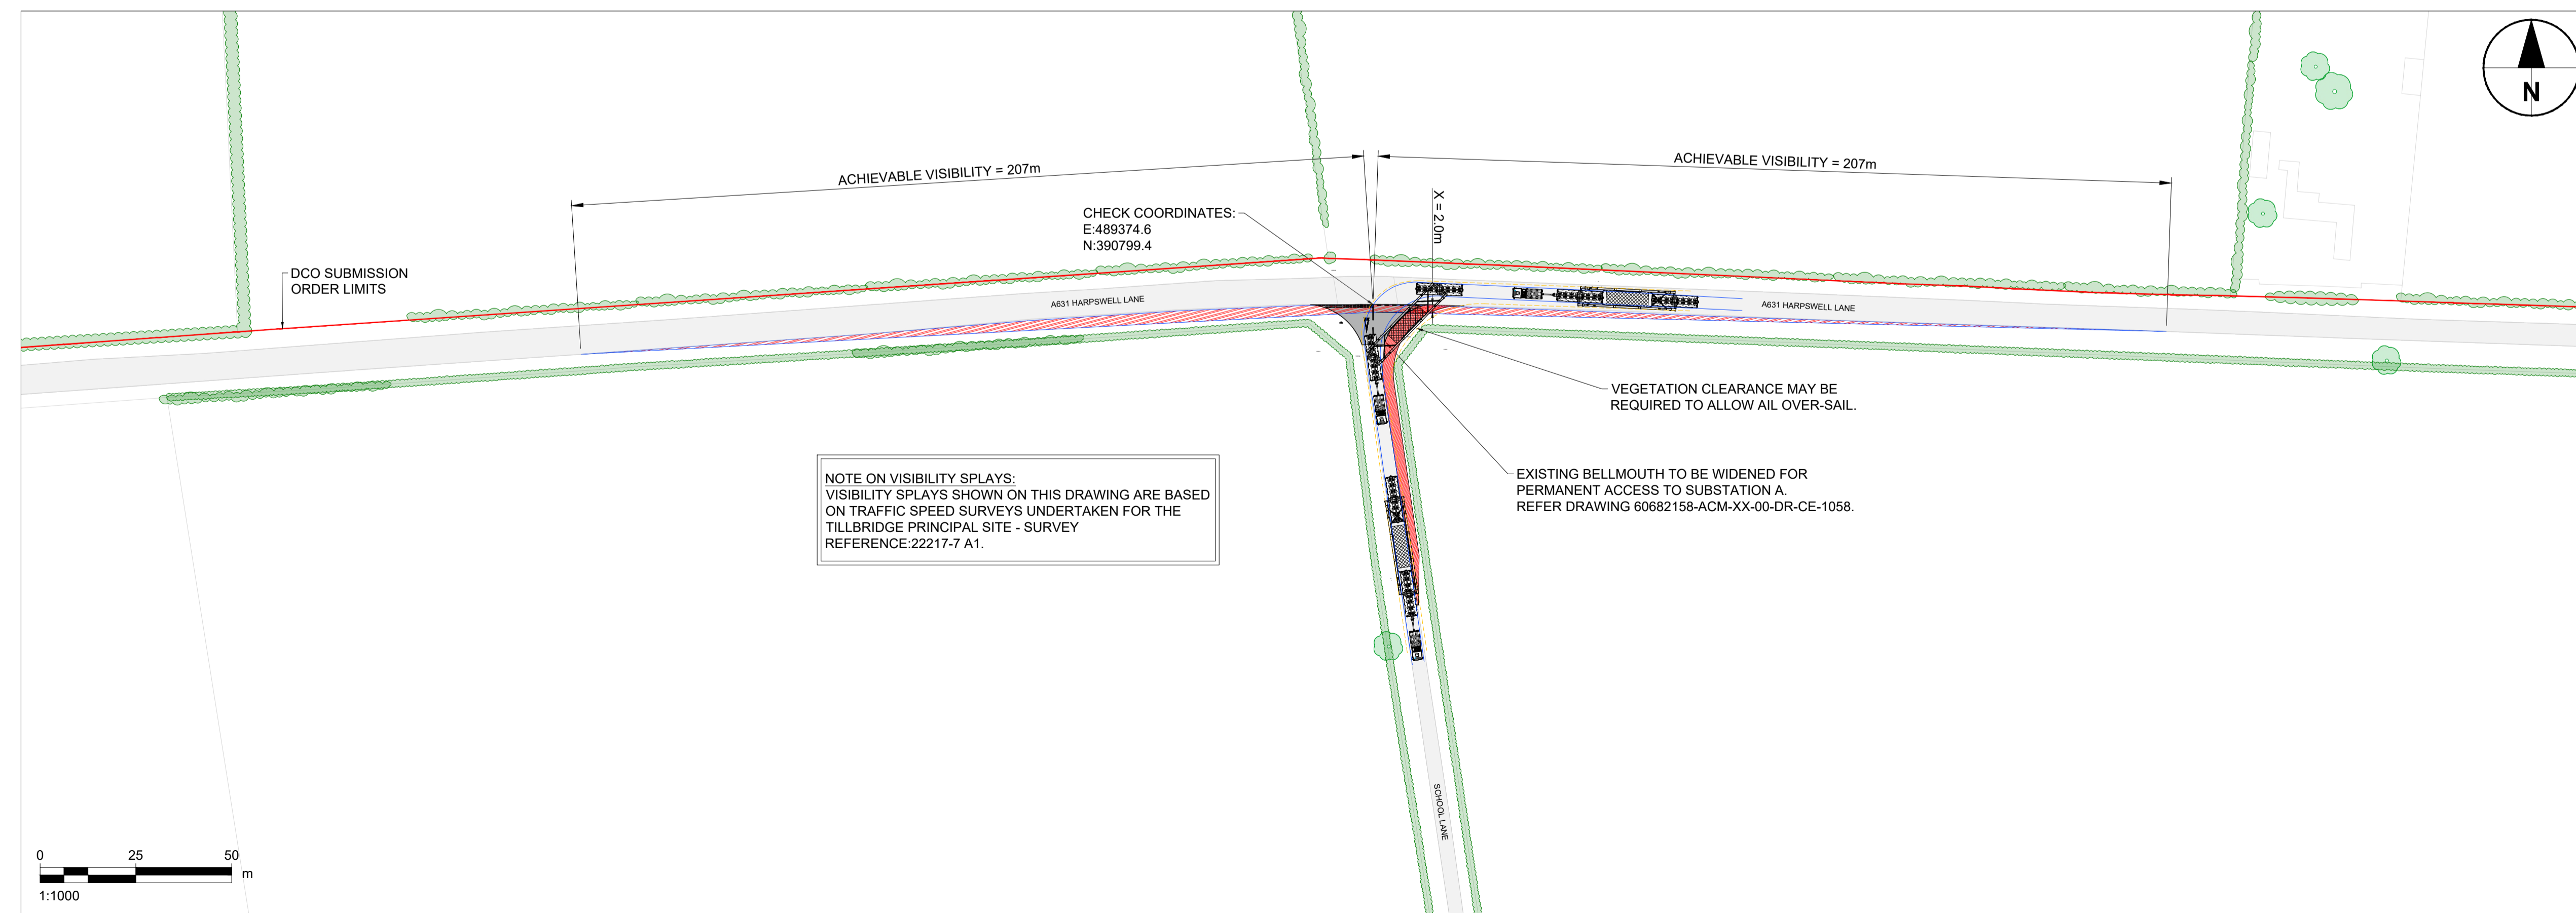 N
ACHIEVABLE VISIBILITY = 207m
ACHIEVABLE VISIBILITY = 207m
X = 2.0m
CHECK COORDINATES:
E:489374.6
N:390799.4
DCO SUBMISSION
ORDER LIMITS
A631 HARPSWELL LANE
A631 HARPSWELL LANE
VEGETATION CLEARANCE MAY BE
REQUIRED TO ALLOW AIL OVER-SAIL.
EXISTING BELLMOUTH TO BE WIDENED FOR
PERMANENT ACCESS TO SUBSTATION A.
REFER DRAWING 60682158-ACM-XX-00-DR-CE-1058.
NOTE ON VISIBILITY SPLAYS:
VISIBILITY SPLAYS SHOWN ON THIS DRAWING ARE BASED
ON TRAFFIC SPEED SURVEYS UNDERTAKEN FOR THE
TILLBRIDGE PRINCIPAL SITE - SURVEY
REFERENCE:22217-7 A1.
SCHOOL LANE
0 25 50
m
1:1000